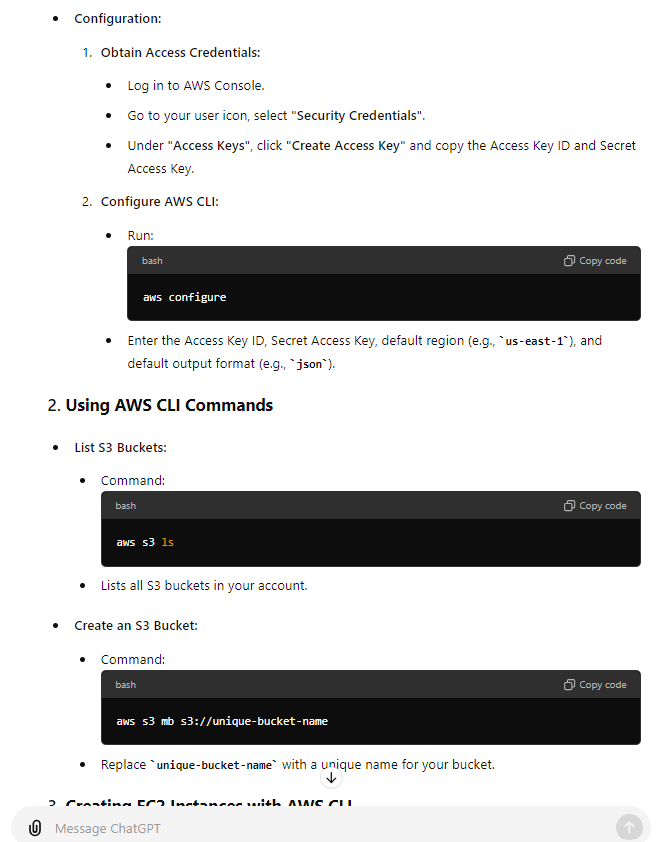 Configuration:
1. Obtain Access Credentials:
Log in to AWS Console.
Go to your user icon, select "Security Credentials".
Under "Access Keys", click "Create Access Key" and copy the Access Key ID and Secret
Access Key.
2. Configure AWS CLI:
Run:
bash Copy code
aws configure
Enter the Access Key ID, Secret Access Key, default region (e.g., `us-east-1`), and
default output format (e.g., `json`).
2. Using AWS CLI Commands
List S3 Buckets:
Command:
bash Copy code
aws s3 ls
Lists all S3 buckets in your account.
Create an S3 Bucket:
Command:
bash Copy code
aws s3 mb s3://unique-bucket-name
Replace `unique-bucket-name` with a unique name for your bucket.
3. Creating EC2 Instances with AWS CLI
Message ChatGPT